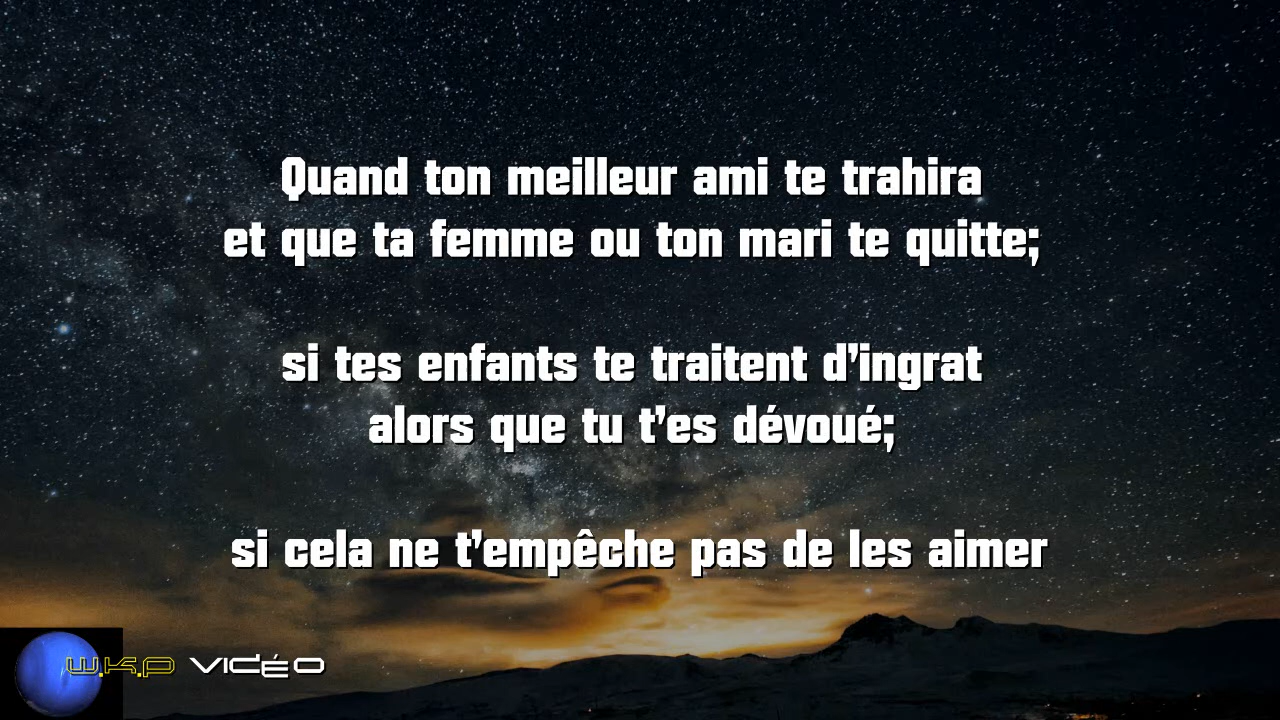 Quand ton meilleur ami te trahira
et que ta femme ou ton mari te quitte;
si tes enfants te traitent d'ingrat
alors que tu t'es dévoué;
si cela ne t'empêche pas de les aimer
W.K.P VIDÉO